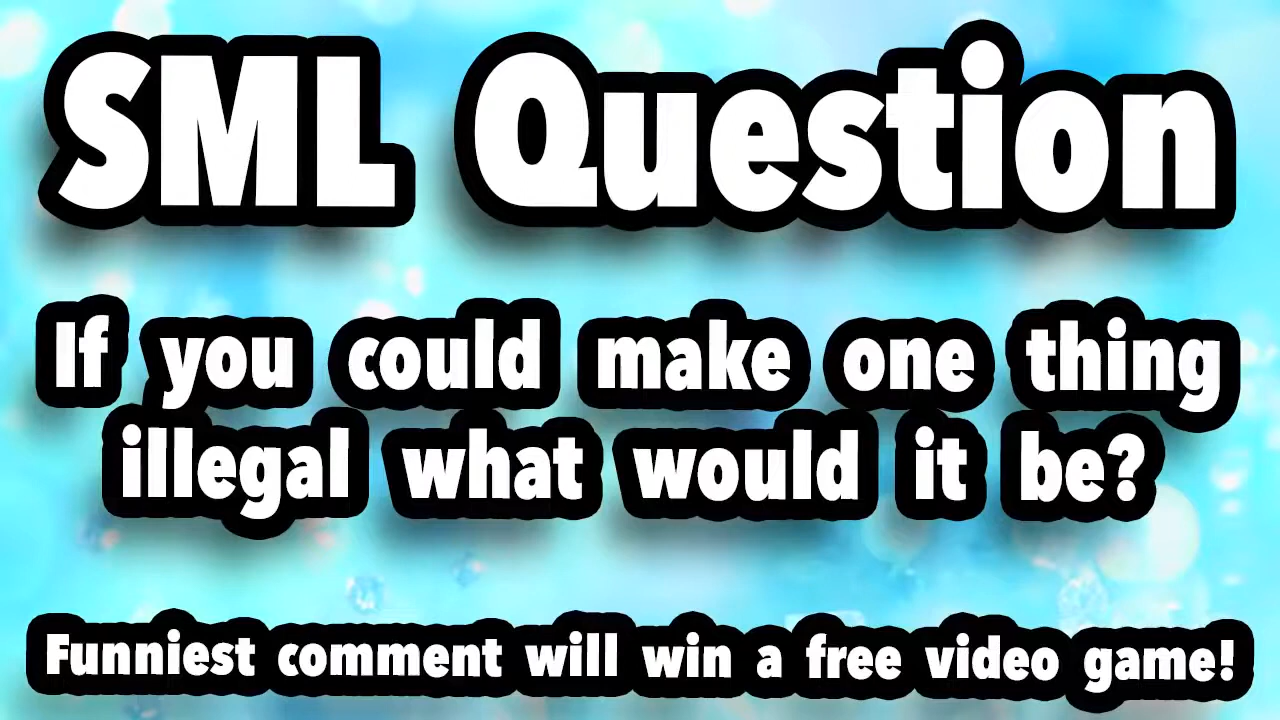 SML Question
If you could make one thing
illegal what would it be?
Funniest comment will win a free video game!